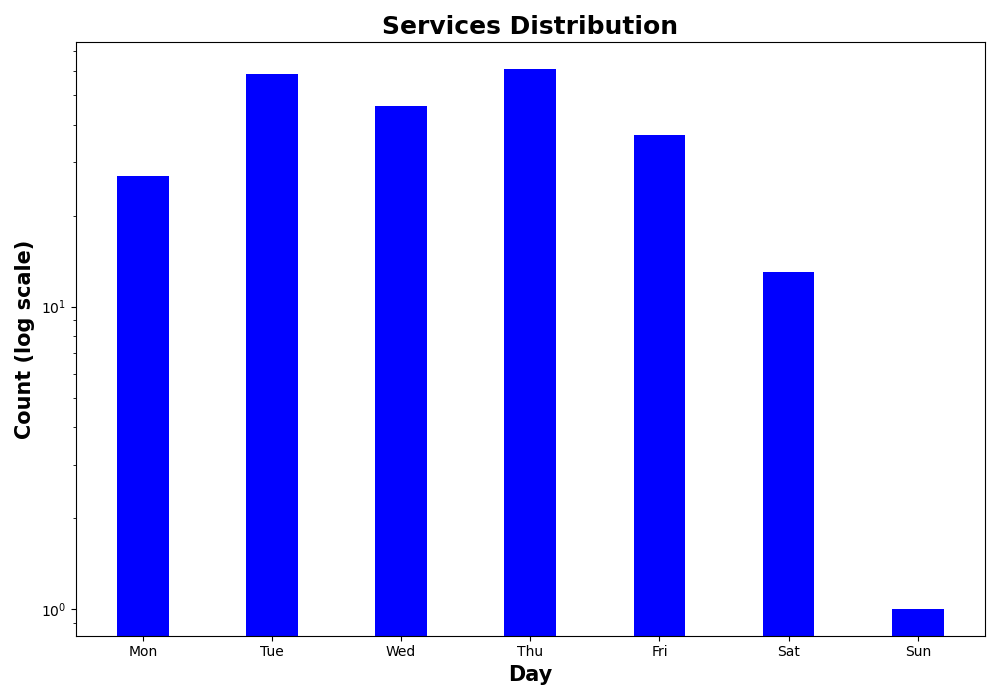 Services Distribution
Count (log scale)
10¹
10⁰
Mon Tue Wed Thu Fri Sat Sun
Day